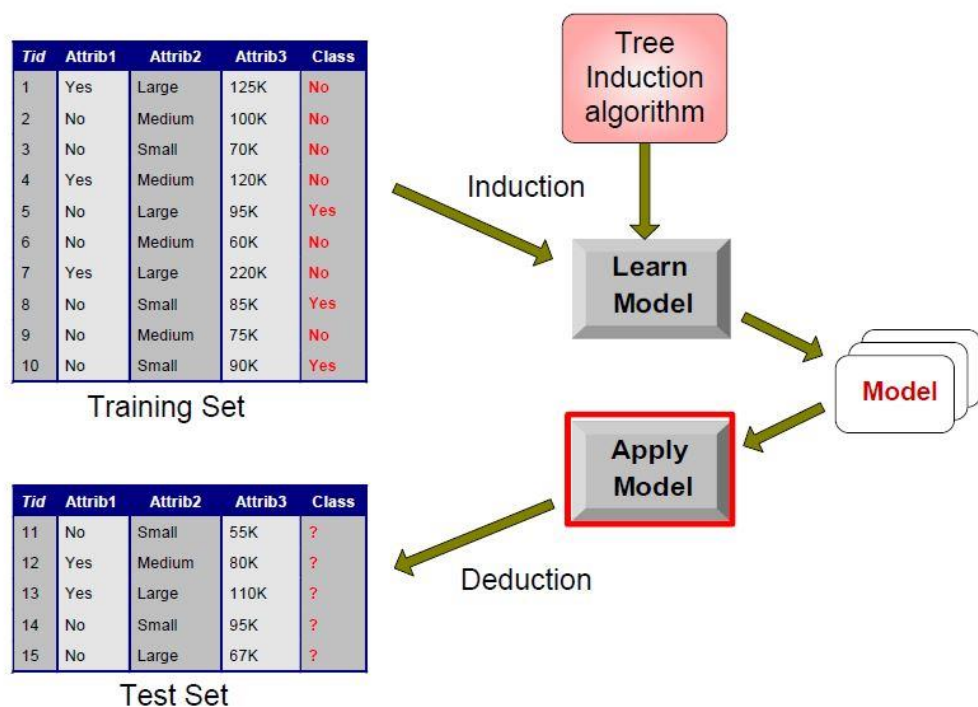 Tid Attrib1 Attrib2 Attrib3 Class
1 Yes Large 125K No
2 No Medium 100K No
3 No Small 70K No
4 Yes Medium 120K No
5 No Large 95K Yes
6 No Medium 60K No
7 Yes Large 220K No
8 No Small 85K Yes
9 No Medium 75K No
10 No Small 90K Yes
Training Set
Tree
Induction
algorithm
Induction
Learn
Model
Model
Apply
Model
Deduction
Tid Attrib1 Attrib2 Attrib3 Class
11 No Small 55K ?
12 Yes Medium 80K ?
13 Yes Large 110K ?
14 No Small 95K ?
15 No Large 67K ?
Test Set